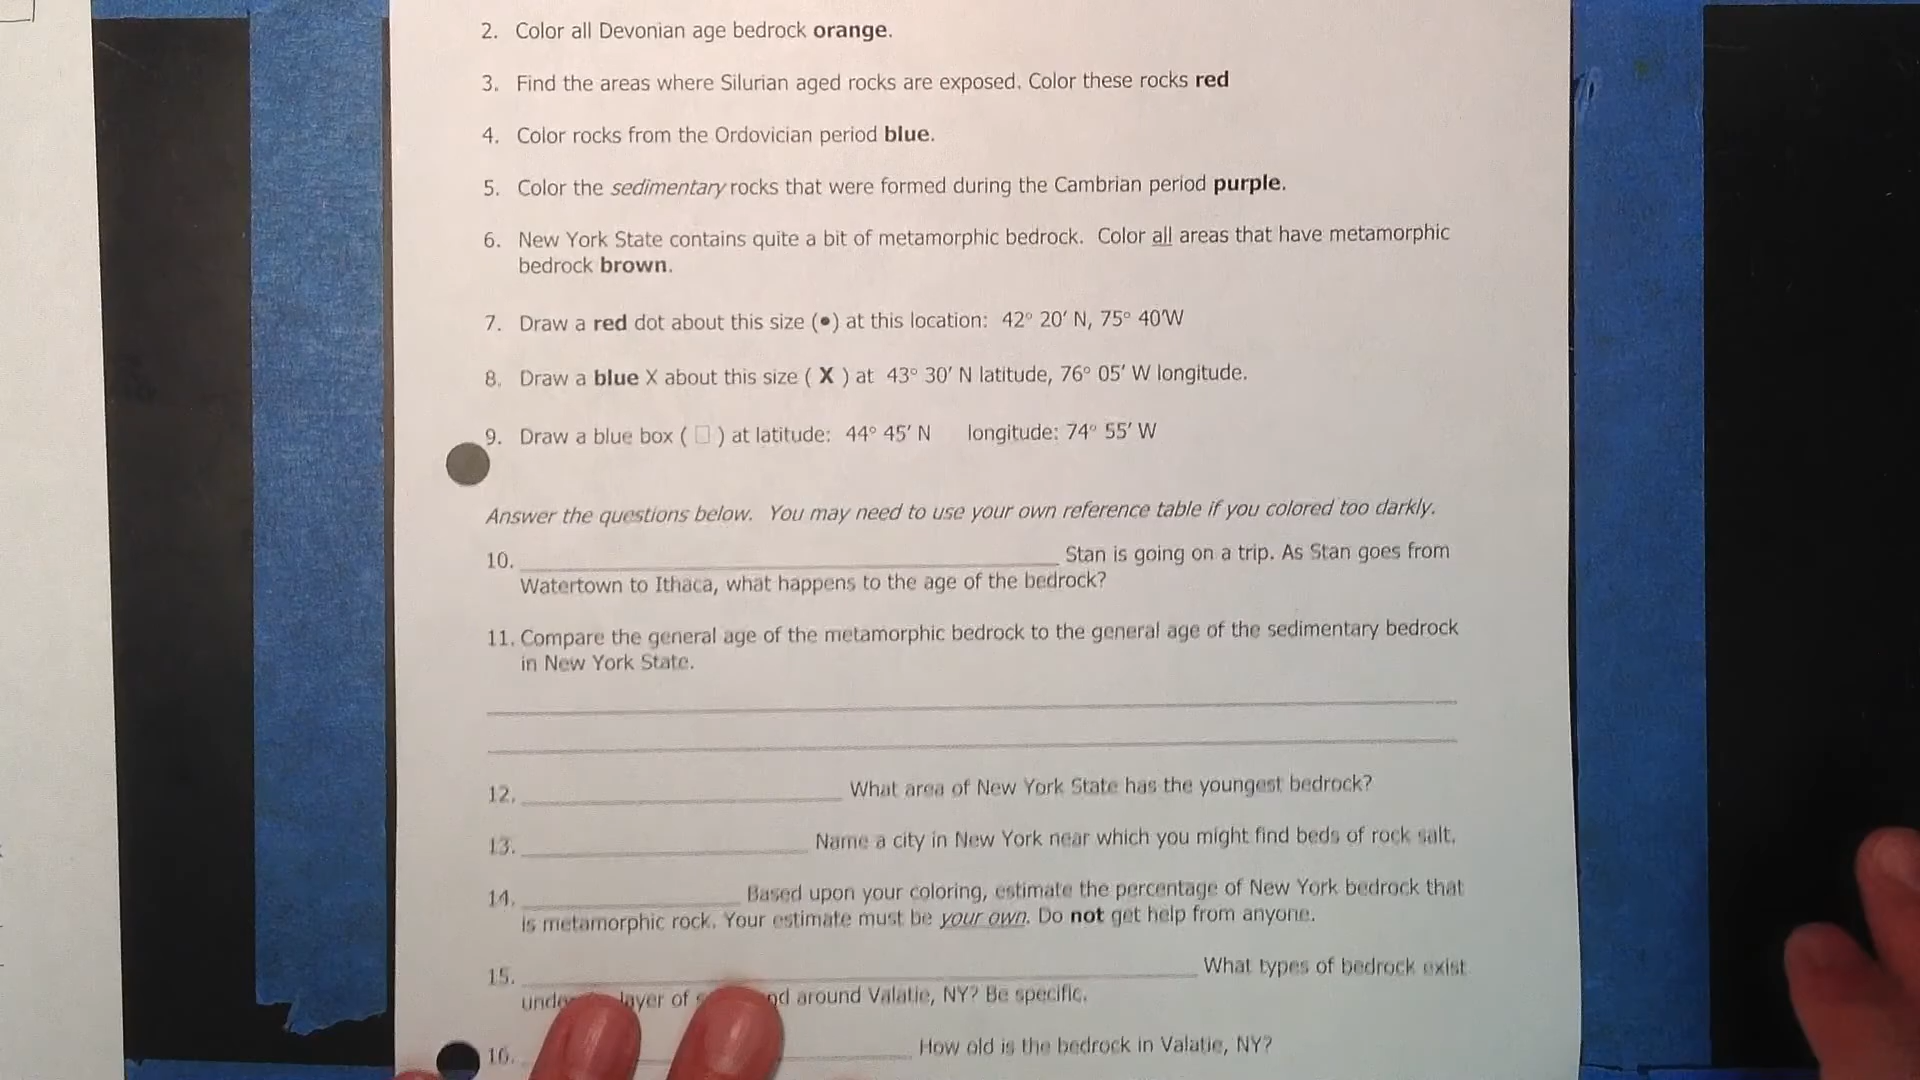 2. Color all Devonian age bedrock orange.
3. Find the areas where Silurian aged rocks are exposed. Color these rocks red
4. Color rocks from the Ordovician period blue.
5. Color the sedimentary rocks that were formed during the Cambrian period purple.
6. New York State contains quite a bit of metamorphic bedrock. Color all areas that have metamorphic
bedrock brown.
7. Draw a red dot about this size (•) at this location: 42° 20' N, 75° 40'W
8. Draw a blue X about this size ( X ) at 43° 30' N latitude, 76° 05' W longitude.
9. Draw a blue box ( □ ) at latitude: 44° 45' N longitude: 74° 55' W
Answer the questions below. You may need to use your own reference table if you colored too darkly.
10. ____________________ Stan is going on a trip. As Stan goes from
Watertown to Ithaca, what happens to the age of the bedrock?
11. Compare the general age of the metamorphic bedrock to the general age of the sedimentary bedrock
in New York State.
12. ____________________ What area of New York State has the youngest bedrock?
13. ____________________ Name a city in New York near which you might find beds of rock salt.
14. ____________________ Based upon your coloring, estimate the percentage of New York bedrock that
is metamorphic rock. Your estimate must be your own. Do not get help from anyone.
15. ____________________ What types of bedrock exist
layer of around Valatie, NY? Be specific.
16. ____________________ How old is the bedrock in Valatie, NY?